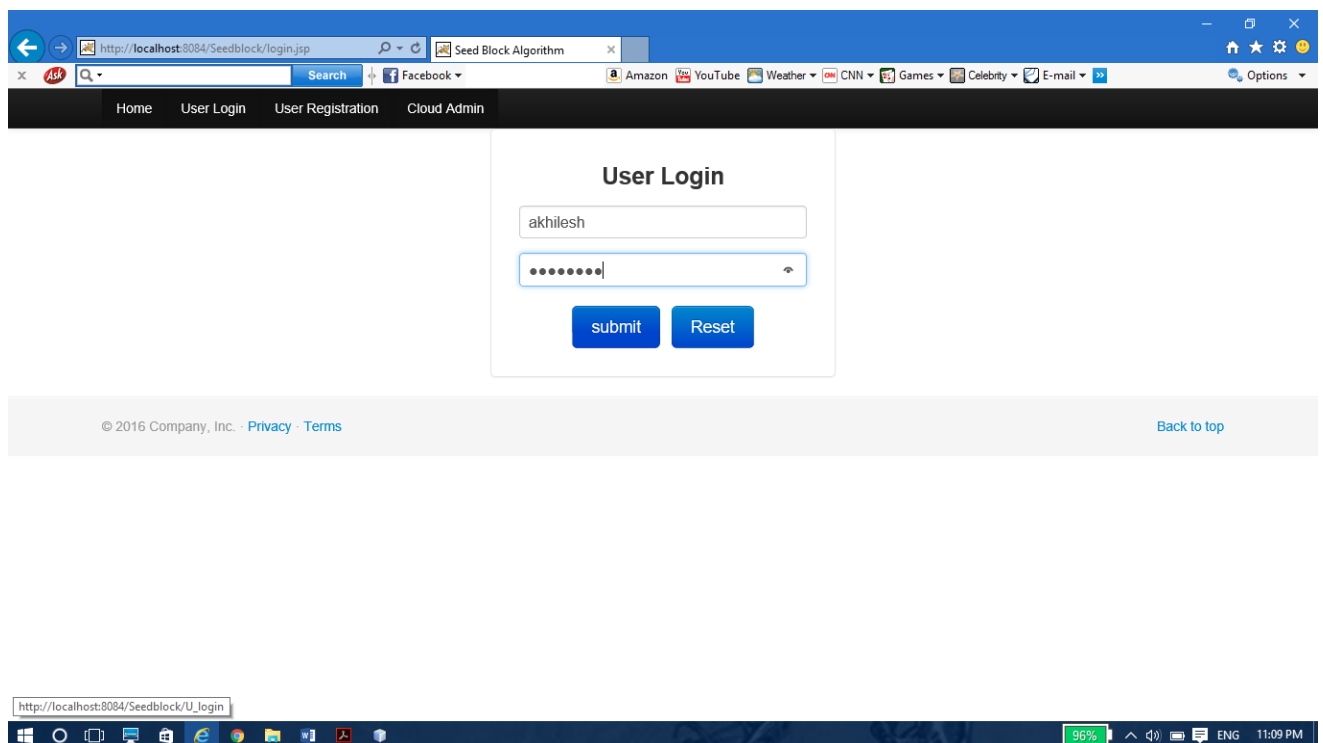 http://localhost:8084/Seedblock/login.jsp Seed Block Algorithm
Ask Search Facebook Amazon YouTube Weather CNN Games Celebrity E-mail Options
Home User Login User Registration Cloud Admin
User Login
akhilesh
submit Reset
© 2016 Company, Inc. · Privacy · Terms Back to top
http://localhost:8084/Seedblock/U_login
96% ENG 11:09 PM